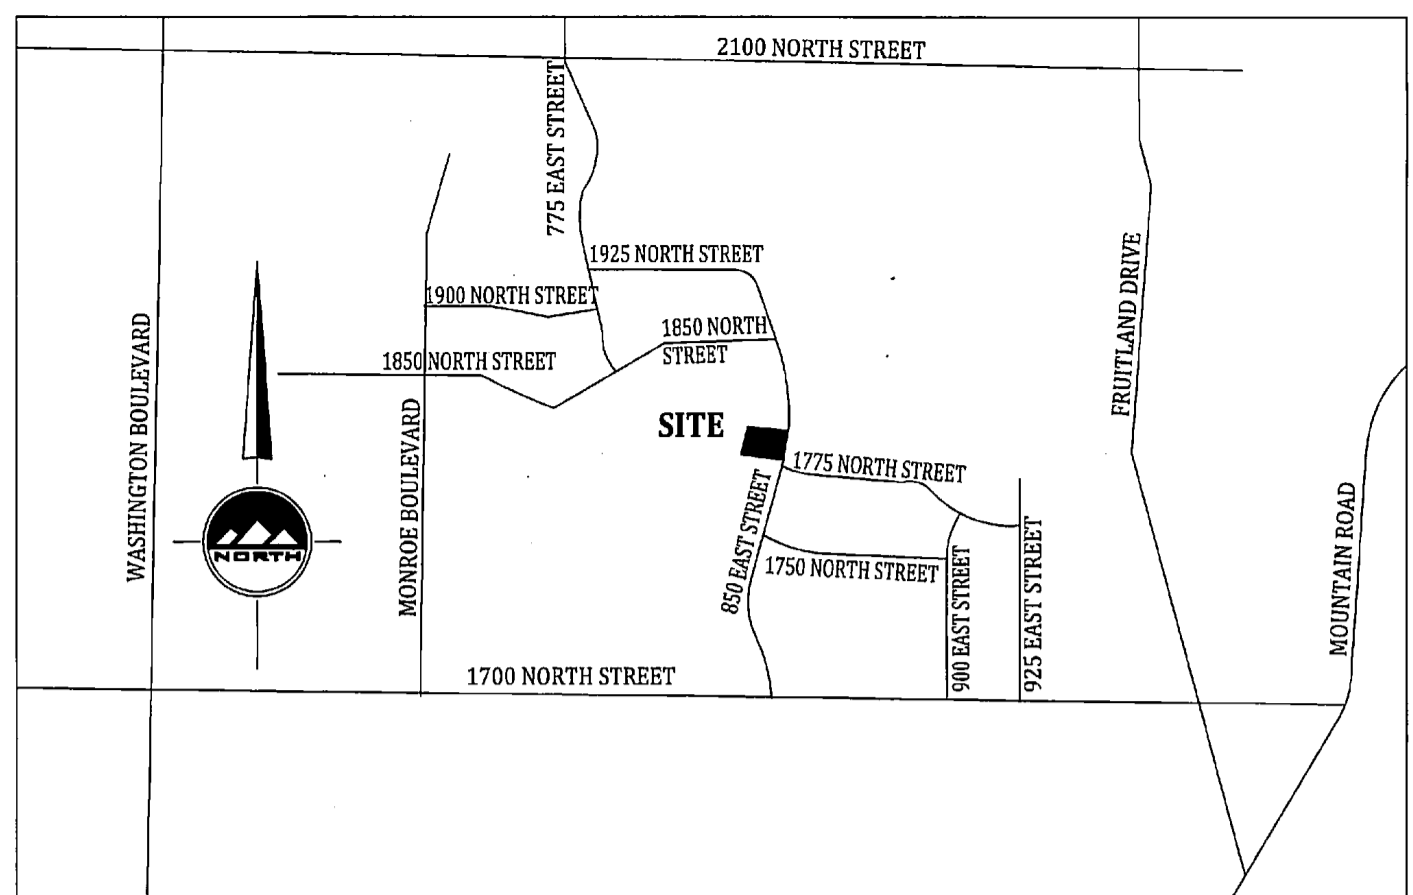 2100 NORTH STREET
775 EAST STREET
1925 NORTH STREET
1900 NORTH STREET
1850 NORTH
STREET
1850 NORTH STREET
WASHINGTON BOULEVARD
MONROE BOULEVARD
FRUITLAND DRIVE
SITE
1775 NORTH STREET
850 EAST STREET
1750 NORTH STREET
900 EAST STREET
925 EAST STREET
MOUNTAIN ROAD
NORTH
1700 NORTH STREET